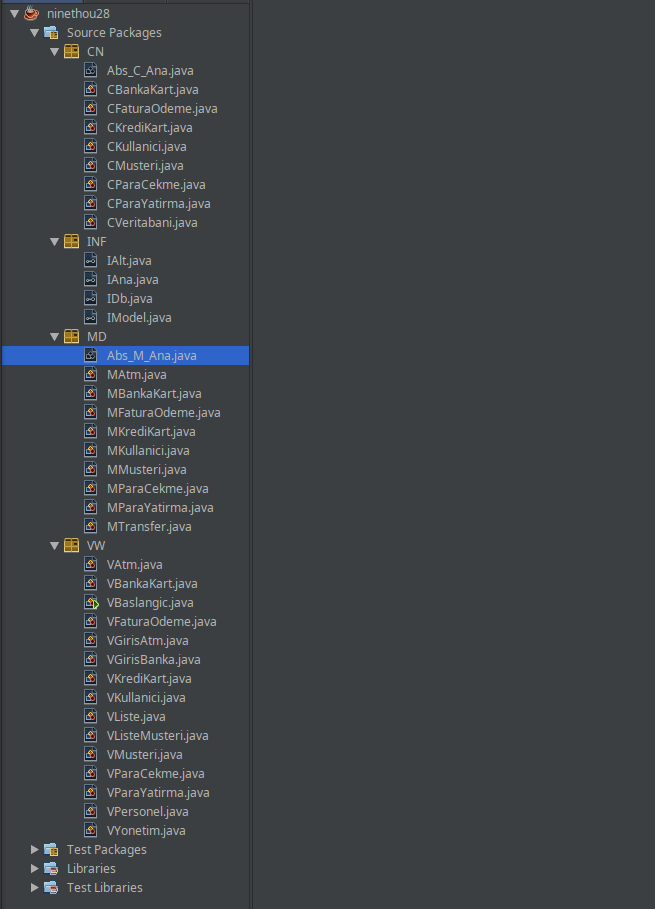 ninethou28
Source Packages
CN
Abs_C_Ana.java
CBankaKart.java
CFaturaOdeme.java
CKrediKart.java
CKullanici.java
CMusteri.java
CParaCekme.java
CParaYatirma.java
CVeritabani.java
INF
IAlt.java
IAna.java
IDb.java
IModel.java
MD
Abs_M_Ana.java
MAtm.java
MBankaKart.java
MFaturaOdeme.java
MKrediKart.java
MKullanici.java
MMusteri.java
MParaCekme.java
MParaYatirma.java
MTransfer.java
VW
VAtm.java
VBankaKart.java
VBaslangic.java
VFaturaOdeme.java
VGirisAtm.java
VGirisBanka.java
VKrediKart.java
VKullanici.java
VListe.java
VListeMusteri.java
VMusteri.java
VParaCekme.java
VParaYatirma.java
VPersonel.java
VYonetim.java
Test Packages
Libraries
Test Libraries